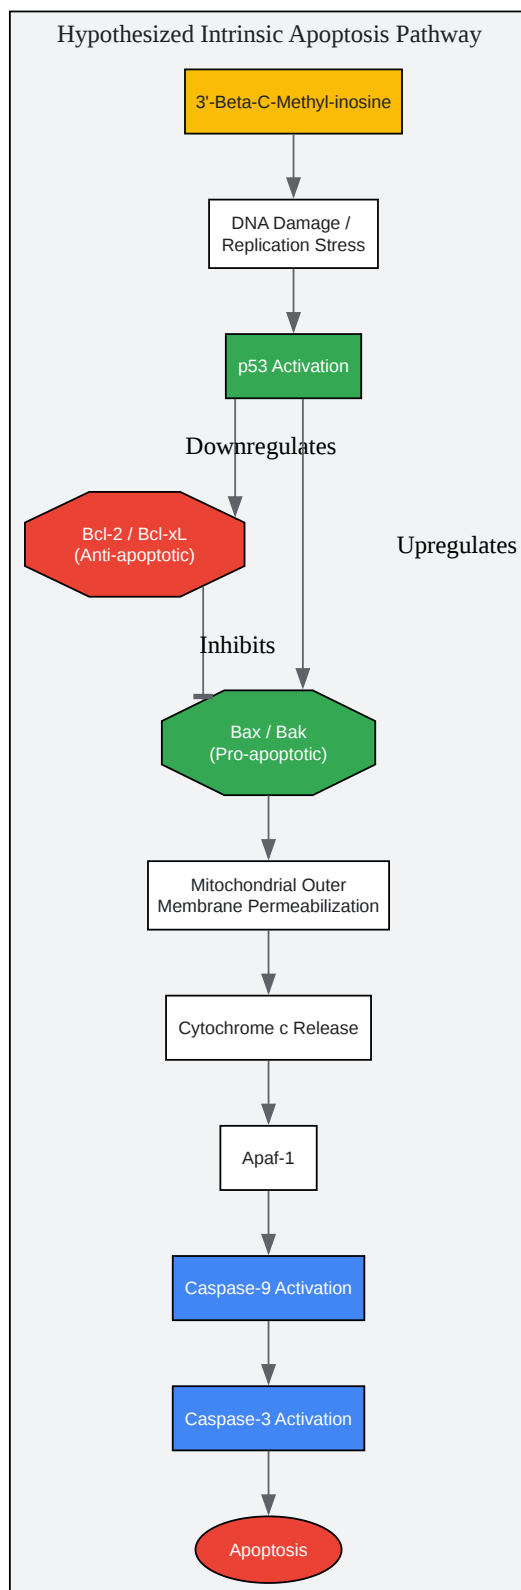 Hypothesized Intrinsic Apoptosis Pathway
3'-Beta-C-Methyl-inosine
DNA Damage /
Replication Stress
p53 Activation
Downregulates
Bcl-2 / Bcl-xL
(Anti-apoptotic)
Upregulates
Inhibits
Bax / Bak
(Pro-apoptotic)
Mitochondrial Outer
Membrane Permeabilization
Cytochrome c Release
Apaf-1
Caspase-9 Activation
Caspase-3 Activation
Apoptosis